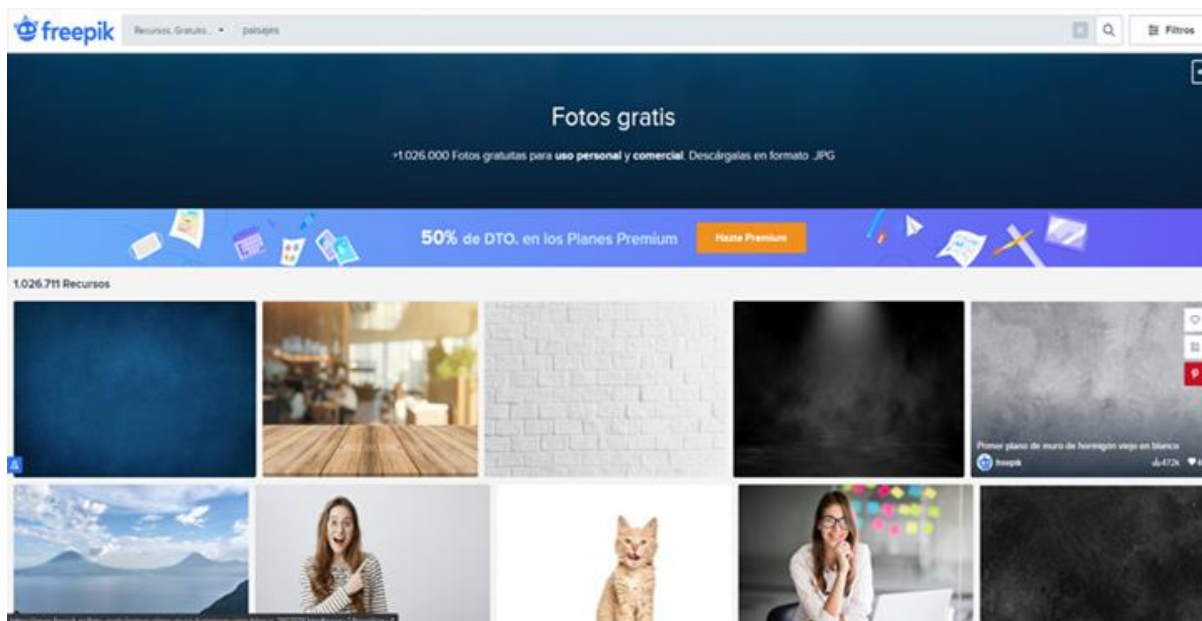 freepik
Recursos, Gratuito...
paisajes
Filtros
Fotos gratis
+1.026.000 Fotos gratuitas para uso personal y comercial. Descárgalas en formato .JPG
50% de DTO. en los Planes Premium
Hazte Premium
1.026.711 Recursos
Primer plano de muro de hormigón viejo en blanco
freepik
472k